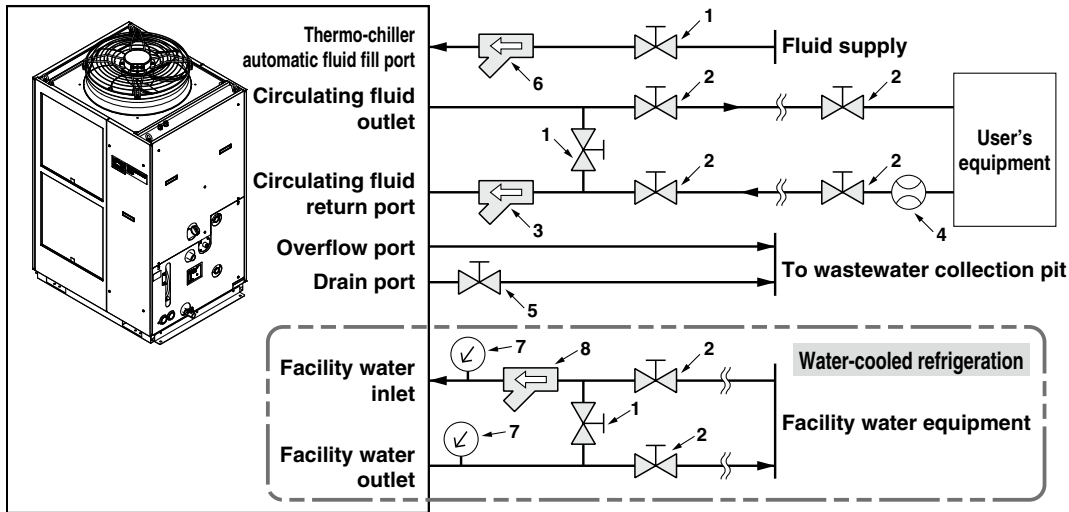 Thermo-chiller
automatic fluid fill port
6
1
Fluid supply
Circulating fluid
outlet
1
2
2
User's
equipment
Circulating fluid
return port
3
2
2
4
Overflow port
Drain port
5
To wastewater collection pit
Facility water
inlet
7
8
2
Water-cooled refrigeration
1
Facility water equipment
Facility water
outlet
7
2